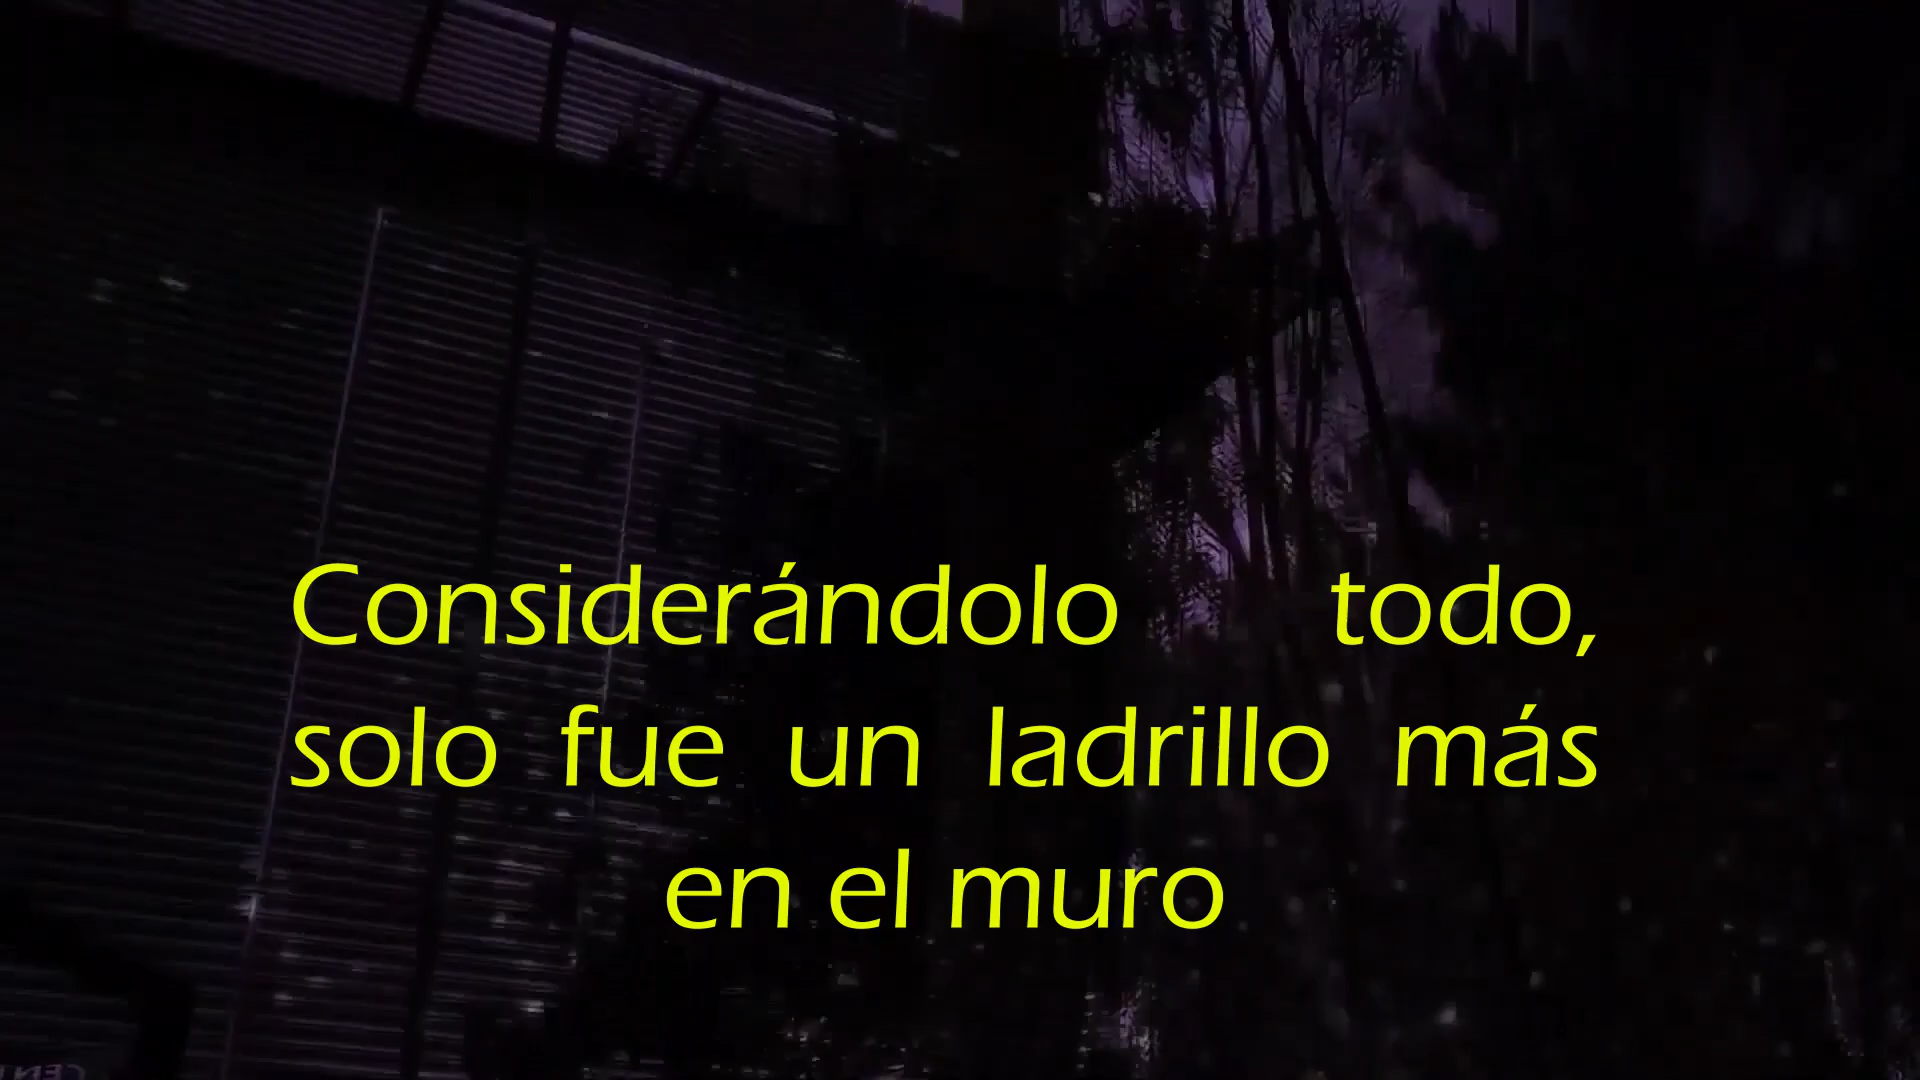 Considerándolo todo,
solo fue un ladrillo más
en el muro